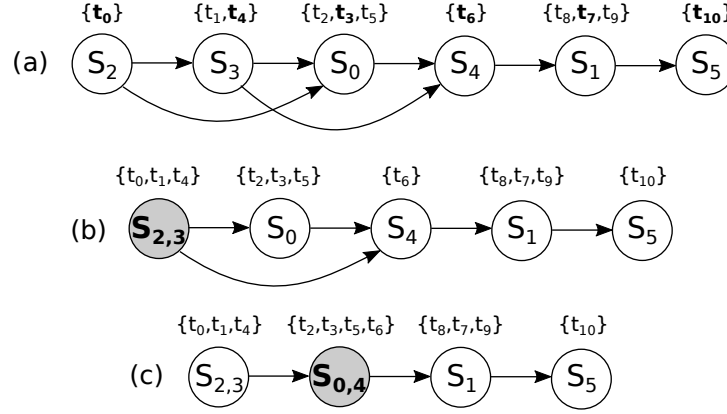 {t₀} {t₁,t₄} {t₂,t₃,t₅} {t₆} {t₈,t₇,t₉} {t₁₀}
(a) S₂ S₃ S₀ S₄ S₁ S₅
{t₀,t₁,t₄} {t₂,t₃,t₅} {t₆} {t₈,t₇,t₉} {t₁₀}
(b) S₂,₃ S₀ S₄ S₁ S₅
{t₀,t₁,t₄} {t₂,t₃,t₅,t₆} {t₈,t₇,t₉} {t₁₀}
(c) S₂,₃ S₀,₄ S₁ S₅